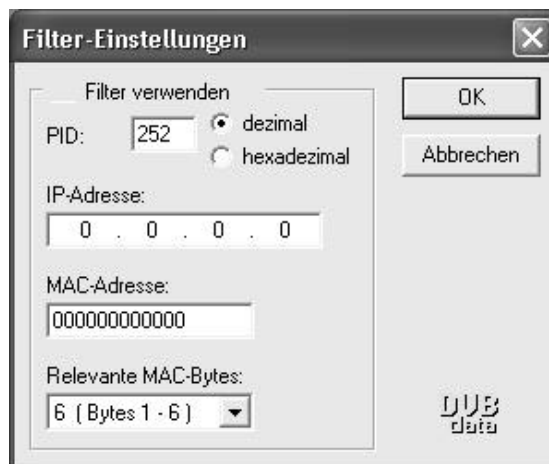 Filter-Einstellungen
Filter verwenden
PID: 252
dezimal
hexadezimal
IP-Adresse:
0 . 0 . 0 . 0
MAC-Adresse:
000000000000
Relevante MAC-Bytes:
6 ( Bytes 1 - 6 )
OK
Abbrechen
DVB
data